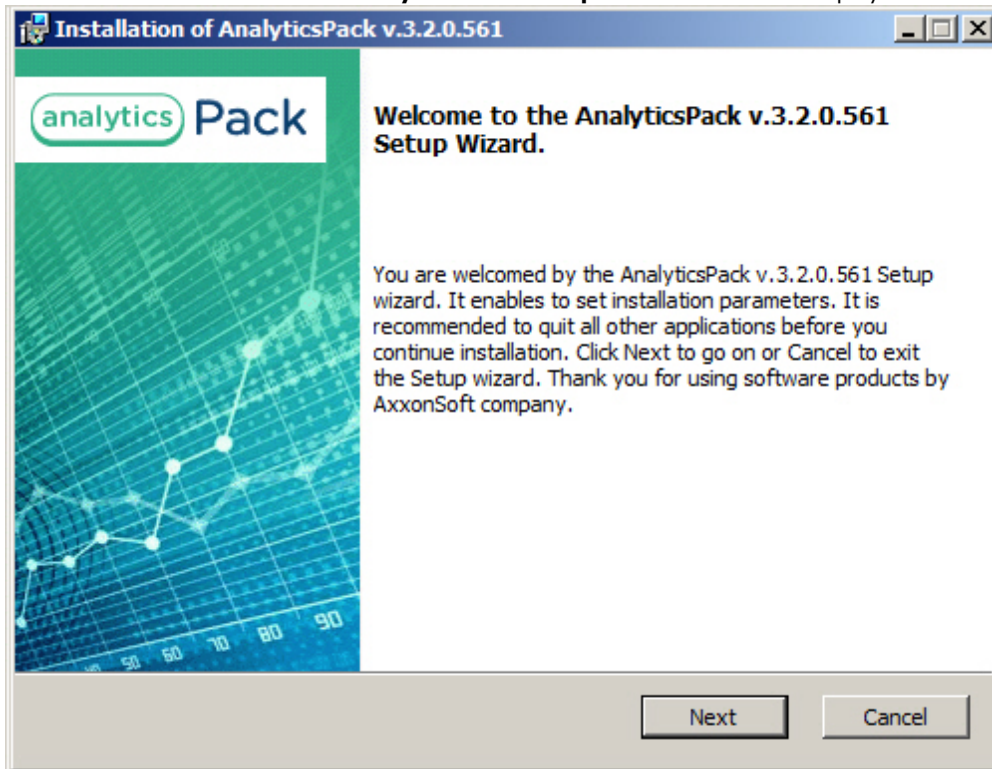 Installation of AnalyticsPack v.3.2.0.561
analytics Pack
Welcome to the AnalyticsPack v.3.2.0.561
Setup Wizard.
You are welcomed by the AnalyticsPack v.3.2.0.561 Setup
wizard. It enables to set installation parameters. It is
recommended to quit all other applications before you
continue installation. Click Next to go on or Cancel to exit
the Setup wizard. Thank you for using software products by
AxxonSoft company.
50 60 70 80 90
Next Cancel